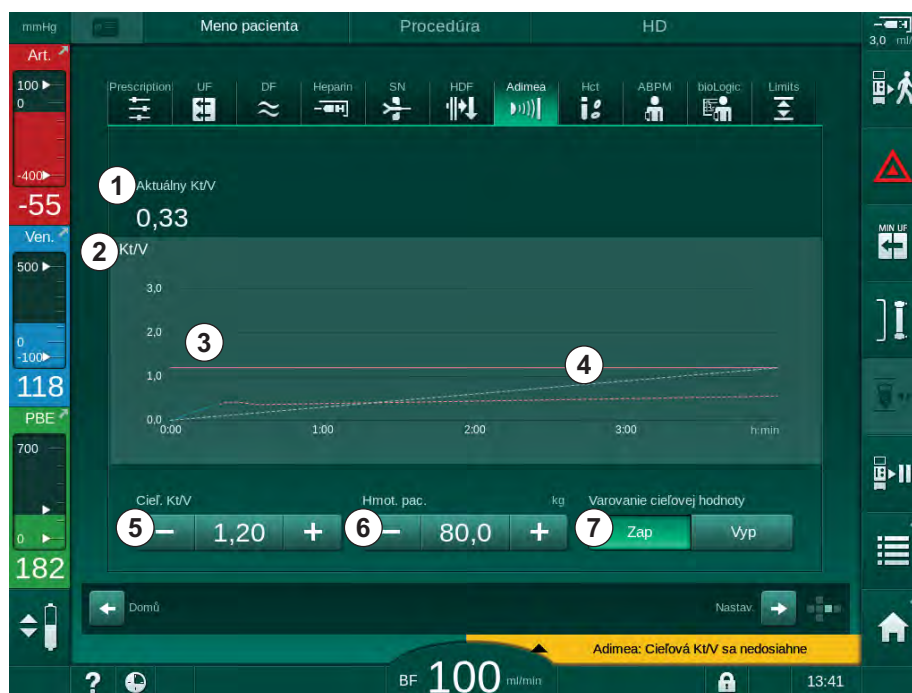 mmHg
Meno pacienta
Procedúra
HD
3,0 ml/
Art.
100
0
-400
-55
Ven.
500
0
-100
118
PBE
700
0
182
Prescription
UF
DF
Heparin
SN
HDF
Adimea
Hct
ABPM
bioLogic
Limits
1
Aktuálny Kt/V
0,33
2
Kt/V
3,0
2,0
1,0
0,0
3
4
0:00
1:00
2:00
3:00
h:min
Cieľ. Kt/V
Hmot. pac.
kg
Varovanie cieľovej hodnoty
5
−
1,20
+
6
−
80,0
+
7
Zap
Vyp
Domů
Nastav.
Adimea: Cieľová Kt/V sa nedosiahne
?
BF 100 ml/min
13:41
MIN UF